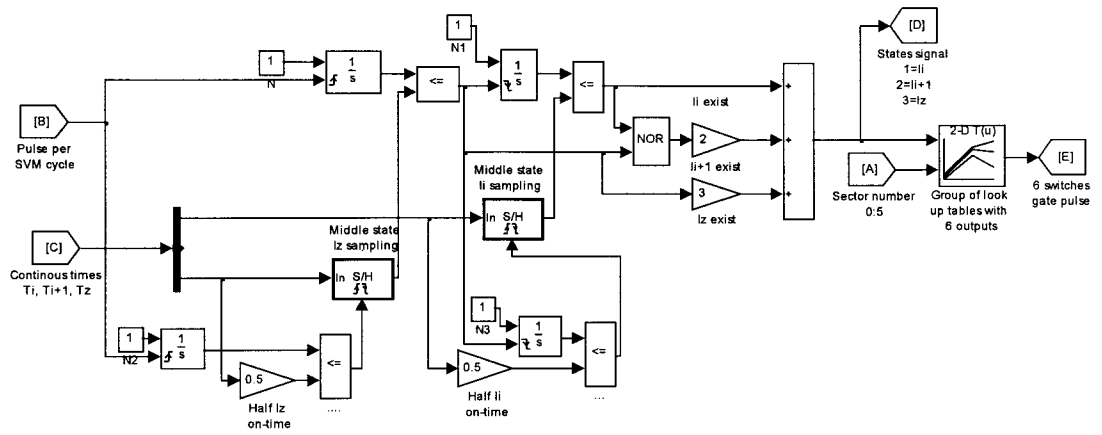 [B]
Pulse per
SVM cycle
[C]
Continous times
Ti, Ti+1, Tz
1
N
1
s
<=
1
N1
1
s
<=
Ii exist
NOR
2
Ii+1 exist
3
Iz exist
+
+
+
[D]
States signal
1=Ii
2=Ii+1
3=Iz
[A]
Sector number
0:5
2-D T(u)
Group of look
up tables with
6 outputs
[E]
6 switches
gate pulse
Middle state
Ii sampling
In S/H
Middle state
Iz sampling
In S/H
1
N2
1
s
0.5
Half Iz
on-time
<=
....
1
N3
1
s
0.5
Half Ii
on-time
<=
...